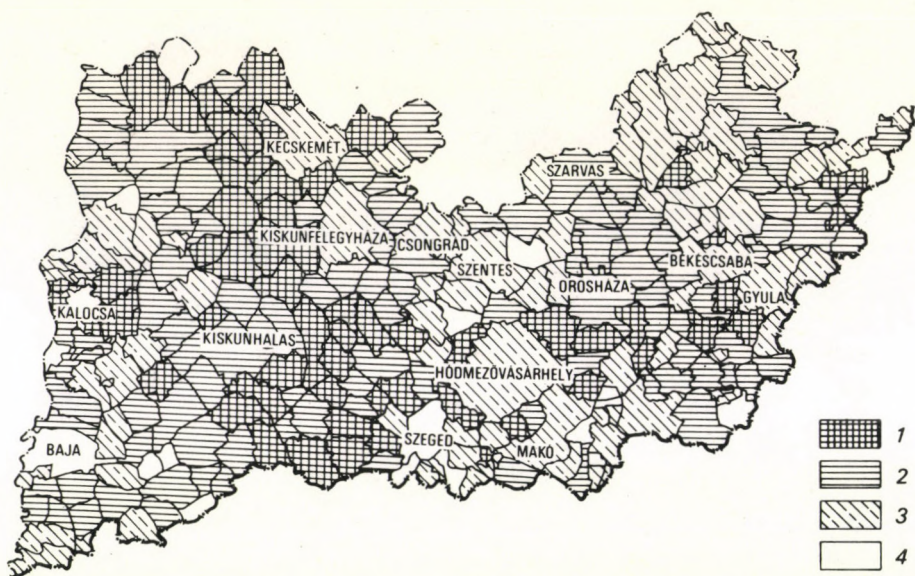 KECSKEMÉT
SZARVAS
KISKUNFÉLEGYHÁZA
CSONGRÁD
SZENTES
BÉKÉSCSABA
OROSHÁZA
GYULA
KALOCSA
KISKUNHALAS
HÓDMEZŐVÁSÁRHELY
BAJA
SZEGED
MAKÓ
1
2
3
4